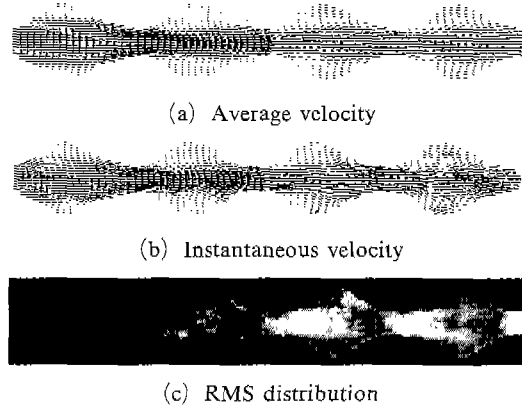 (a) Average velocity
(b) Instantaneous velocity
(c) RMS distribution